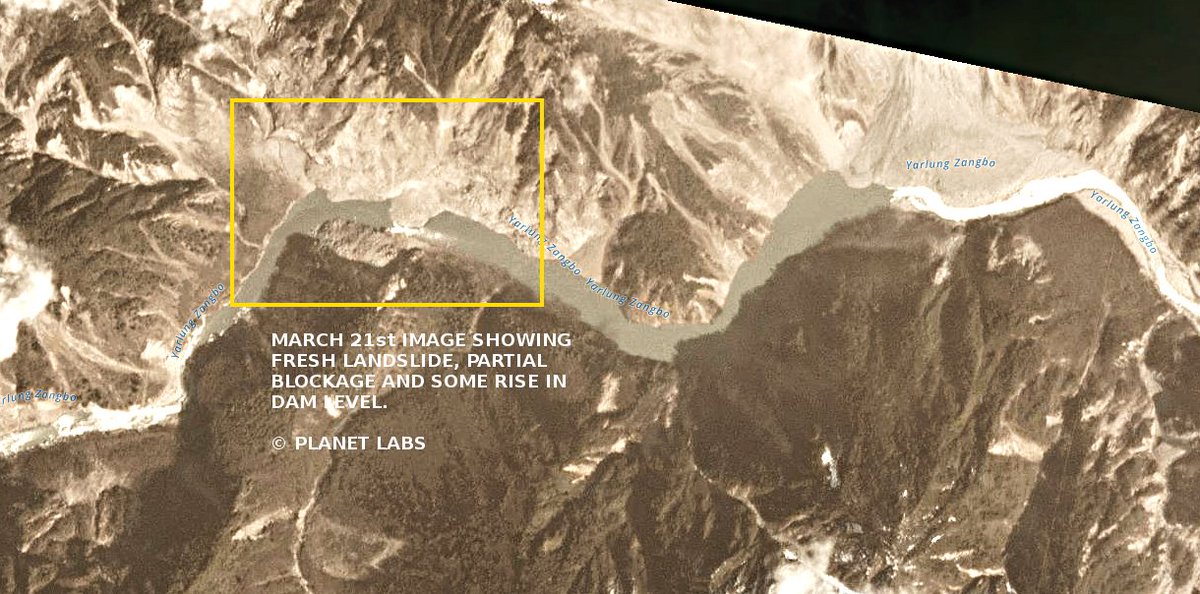 Yarlung Zangbo
Yarlung Zangbo
Yarlung Zangbo
Yarlung Zangbo
Yarlung Zangbo
rlung Zangbo
MARCH 21st IMAGE SHOWING
FRESH LANDSLIDE, PARTIAL
BLOCKAGE AND SOME RISE IN
DAM LEVEL.
© PLANET LABS